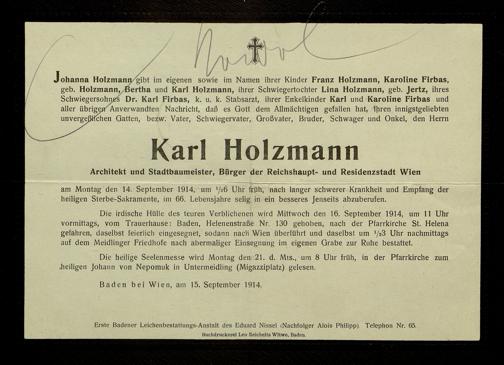 Johanna Holzmann gibt im eigenen sowie im Namen ihrer Kinder Franz Holzmann, Karoline Firbas,
geb. Holzmann, Bertha und Karl Holzmann, ihrer Schwiegertochter Lina Holzmann, geb. Jertz, ihres
Schwiegersohnes Dr. Karl Firbas, k. u. k. Stabsarzt, ihrer Enkelkinder Karl und Karoline Firbas und
aller übrigen Anverwandten Nachricht, daß es Gott dem Allmächtigen gefallen hat, ihren innigstgeliebten
unvergeßlichen Gatten, bezw. Vater, Schwiegervater, Großvater, Bruder, Schwager und Onkel, den Herrn
Karl Holzmann
Architekt und Stadtbaumeister, Bürger der Reichshaupt- und Residenzstadt Wien
am Montag den 14. September 1914, um ½6 Uhr früh, nach langer schwerer Krankheit und Empfang der
heiligen Sterbe-Sakramente, im 66. Lebensjahre selig in ein besseres Jenseits abzuberufen.
Die irdische Hülle des teuren Verblichenen wird Mittwoch den 16. September 1914, um 11 Uhr
vormittags, vom Trauerhause: Baden, Helenenstraße Nr. 130 gehoben, nach der Pfarrkirche St. Helena
gefahren, daselbst feierlich eingesegnet, sodann nach Wien überführt und daselbst um ½3 Uhr nachmittags
auf dem Meidlinger Friedhofe nach abermaliger Einsegnung im eigenen Grabe zur Ruhe bestattet.
Die heilige Seelenmesse wird Montag den 21. d. Mts., um 8 Uhr früh, in der Pfarrkirche zum
heiligen Johann von Nepomuk in Untermeidling (Migazziplatz) gelesen.
Baden bei Wien, am 15. September 1914.
Erste Badener Leichenbestattungs-Anstalt des Eduard Nissel (Nachfolger Alois Philipp). Telephon Nr. 65.
Buchdruckerei Leo Reichelts Witwe, Baden.